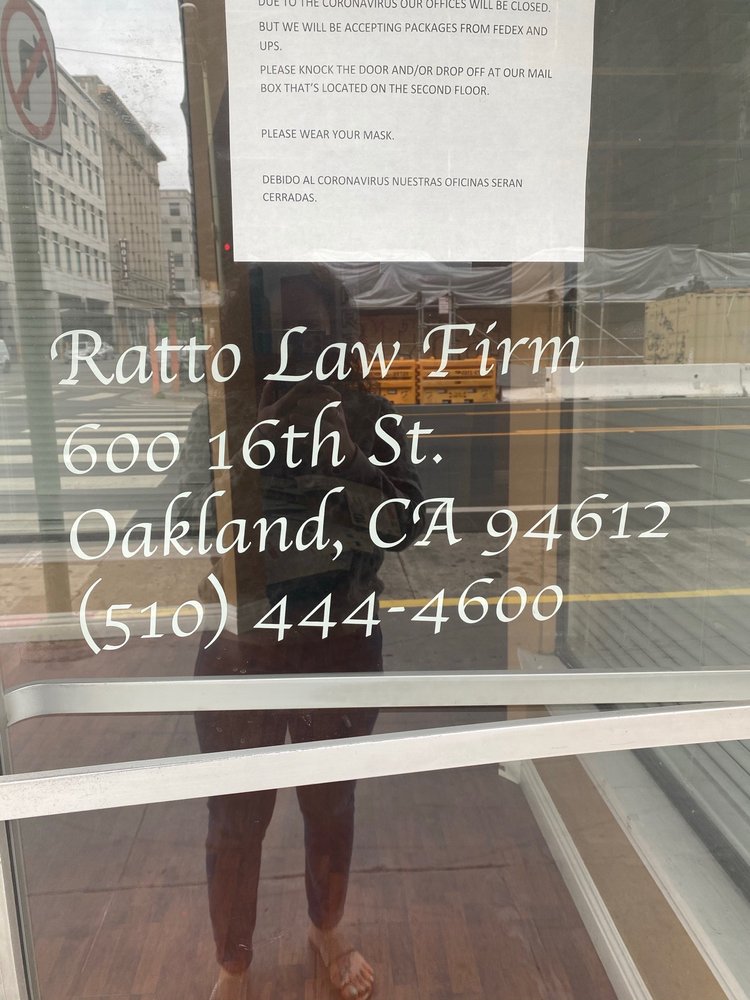 DUE TO THE CORONAVIRUS OUR OFFICES WILL BE CLOSED.
BUT WE WILL BE ACCEPTING PACKAGES FROM FEDEX AND
UPS.
PLEASE KNOCK THE DOOR AND/OR DROP OFF AT OUR MAIL
BOX THAT'S LOCATED ON THE SECOND FLOOR.
PLEASE WEAR YOUR MASK.
DEBIDO AL CORONAVIRUS NUESTRAS OFICINAS SERAN
CERRADAS.
Ratto Law Firm
600 16th St.
Oakland, CA 94612
(510) 444-4600